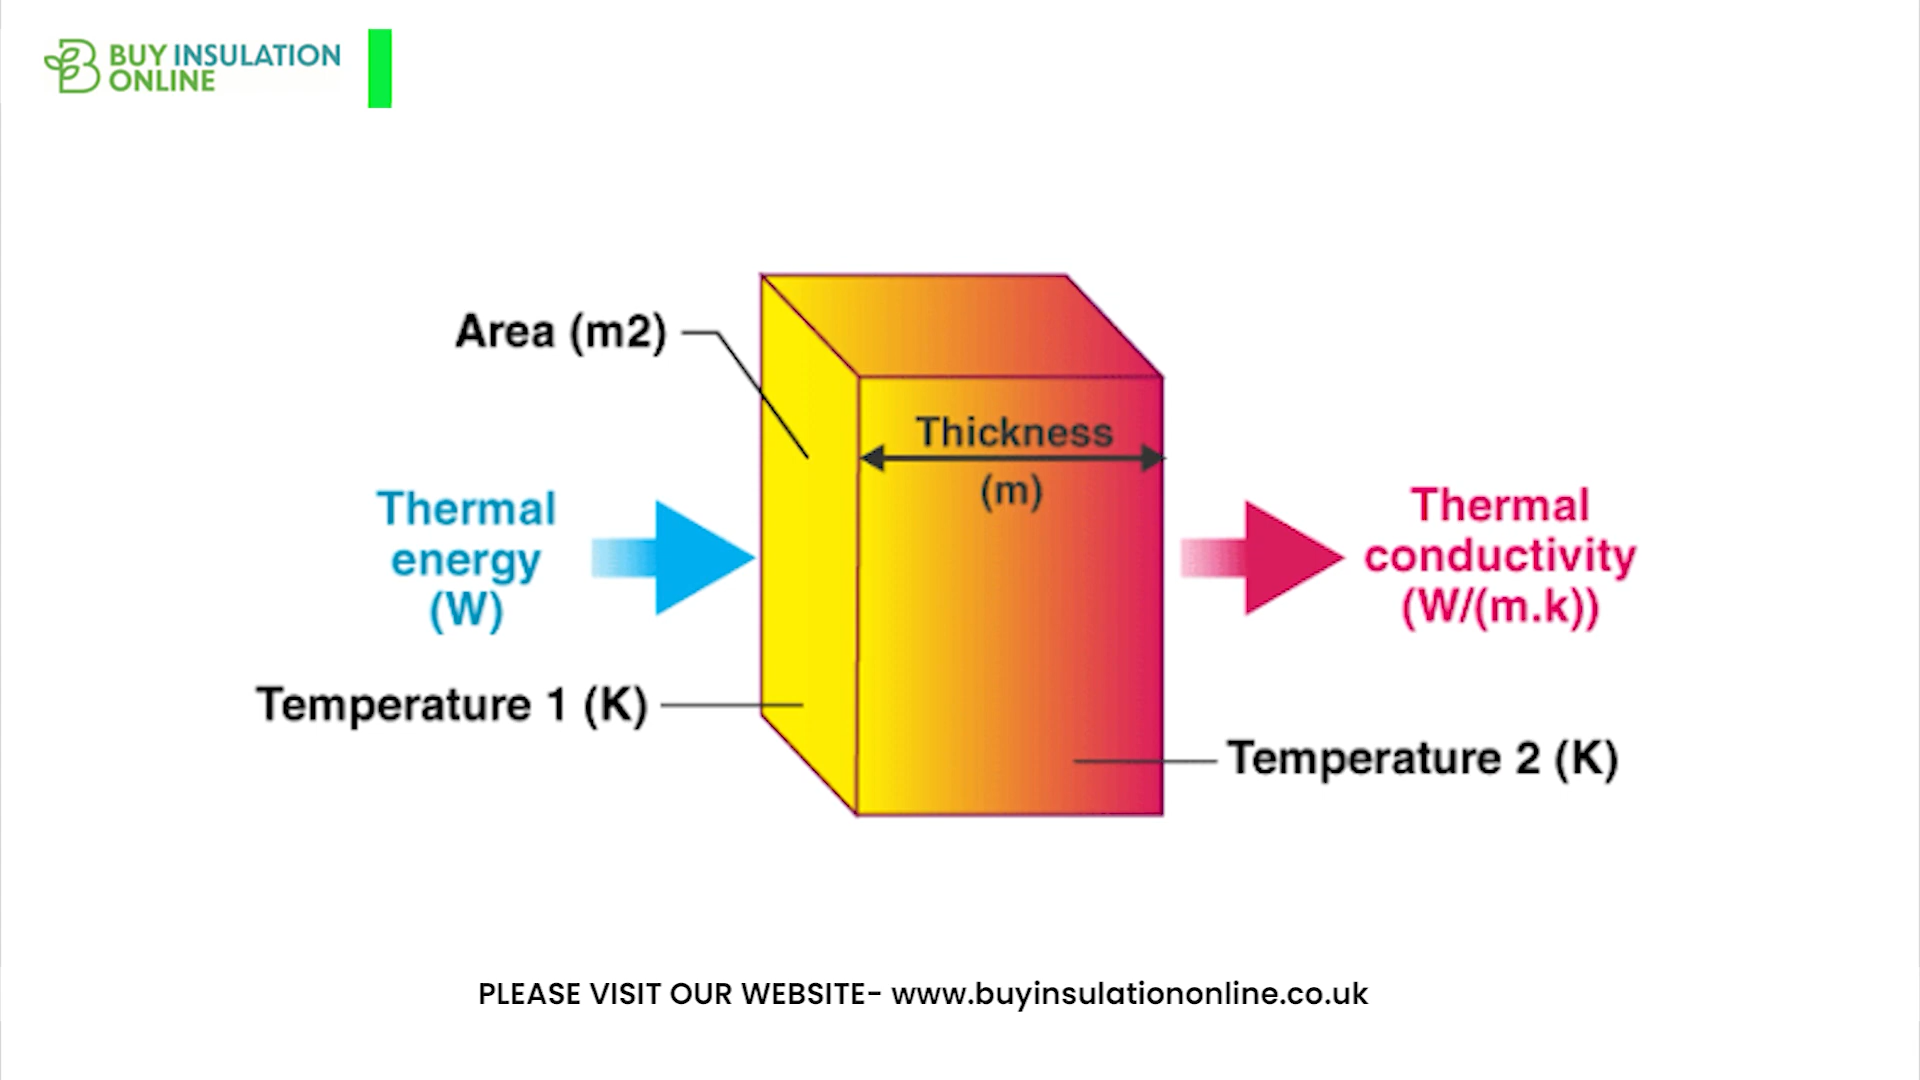 BUY INSULATION
ONLINE
Area (m2)
Thickness
(m)
Thermal
energy
(W)
Thermal
conductivity
(W/(m.k))
Temperature 1 (K)
Temperature 2 (K)
PLEASE VISIT OUR WEBSITE- www.buyinsulationonline.co.uk